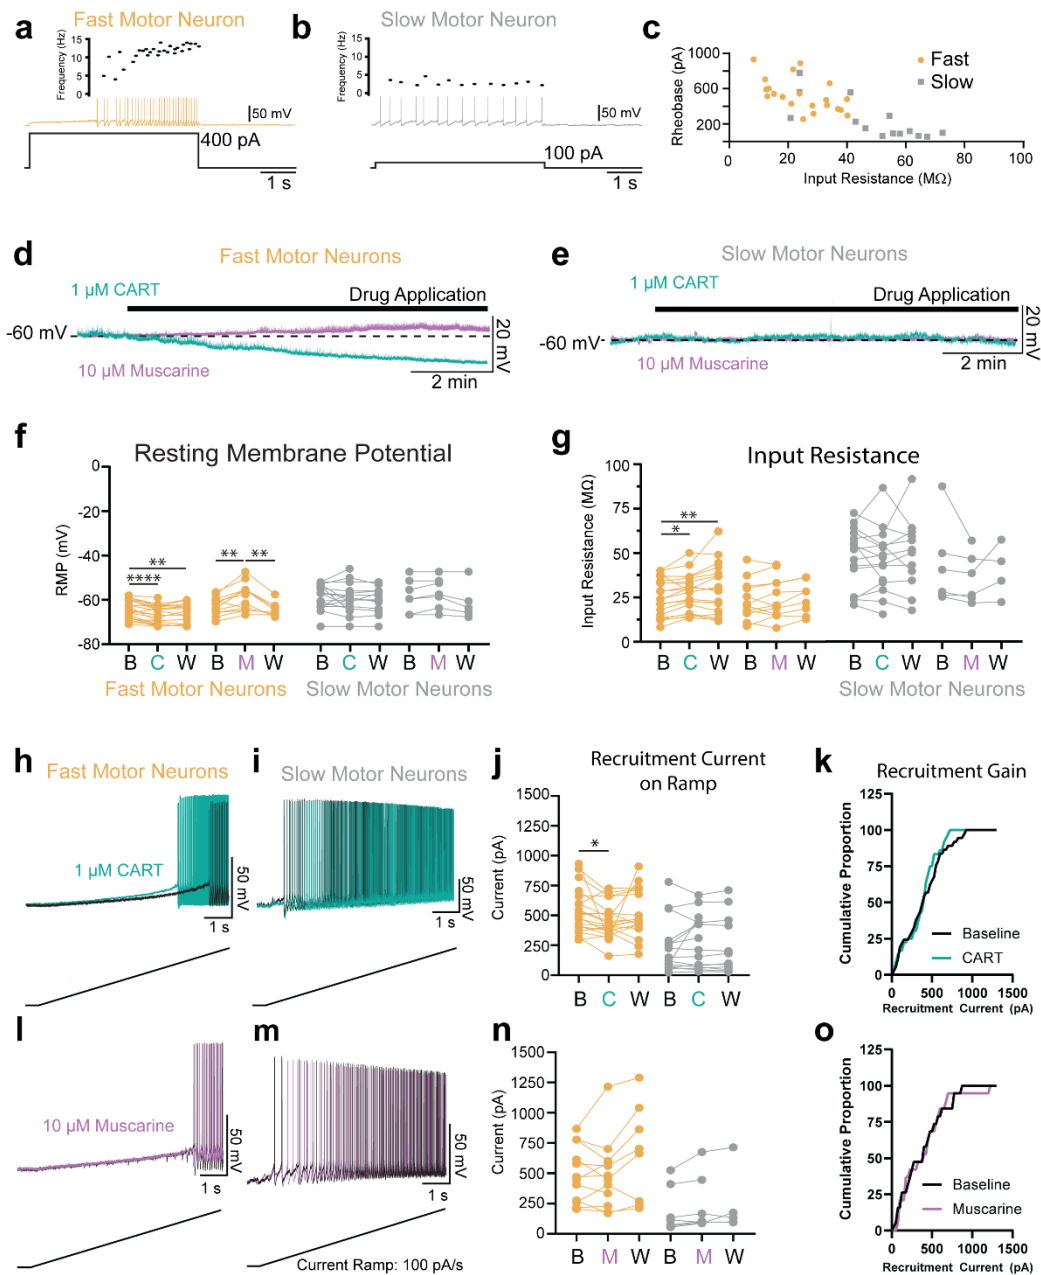 a Fast Motor Neuron
Frequency (Hz)
15
10
5
0
50 mV
400 pA
1 s
b Slow Motor Neuron
Frequency (Hz)
15
10
5
0
50 mV
100 pA
1 s
c
Rheobase (pA)
1000
600
200
0 20 40 60 80 100
Input Resistance (MΩ)
Fast
Slow
d Fast Motor Neurons
1 µM CART
Drug Application
-60 mV
20 mV
10 µM Muscarine
2 min
e Slow Motor Neurons
1 µM CART
Drug Application
-60 mV
20 mV
10 µM Muscarine
2 min
f Resting Membrane Potential
RMP (mV)
0
-20
-40
-60
-80
**
****
** **
B C W B M W B C W B M W
Fast Motor Neurons Slow Motor Neurons
g Input Resistance
Input Resistance (MΩ)
100
75
50
25
0
**
*
B C W B M W B C W B M W
Slow Motor Neurons
h Fast Motor Neurons
1 µM CART
50 mV
1 s
i Slow Motor Neurons
50 mV
1 s
j Recruitment Current
on Ramp
Current (pA)
1500
1250
1000
750
500
250
0
*
B C W B C W
k Recruitment Gain
Cumulative Proportion
125
100
75
50
25
0
Baseline
CART
0 500 1000 1500
Recruitment Current (pA)
l
10 µM Muscarine
50 mV
1 s
m
50 mV
1 s
Current Ramp: 100 pA/s
n
Current (pA)
1500
1250
1000
750
500
250
0
B M W B M W
o
Cumulative Proportion
125
100
75
50
25
0
Baseline
Muscarine
0 500 1000 1500
Recruitment Current (pA)